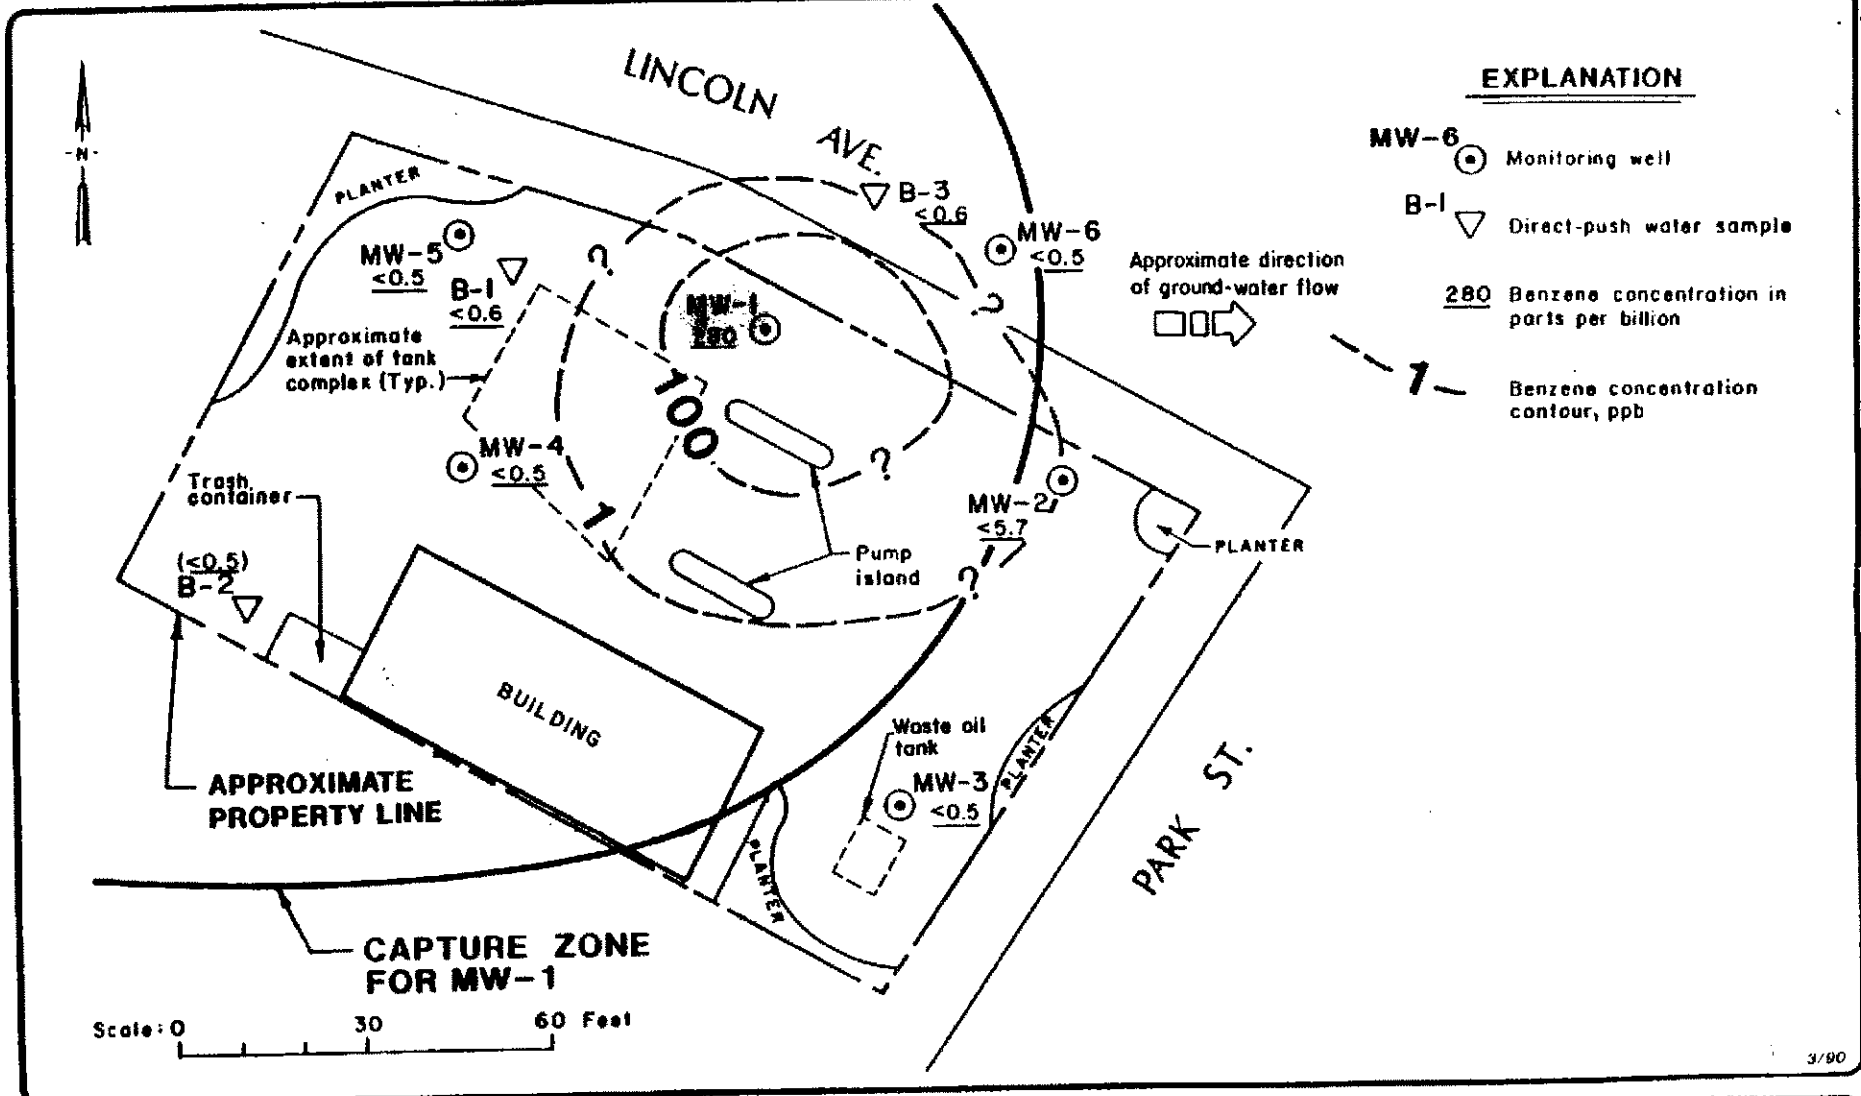 LINCOLN
AVE.
EXPLANATION
MW-6
Monitoring well
B-1
Direct-push water sample
280 Benzene concentration in
parts per billion
1
Benzene concentration
contour, ppb
-N-
PLANTER
MW-5
<0.5
B-1
<0.6
B-3
<0.6
MW-6
<0.5
Approximate direction
of ground-water flow
?
?
MW-1
280
Approximate
extent of tank
complex (Typ.)
100
?
MW-4
<0.5
1
MW-2
<5.7
Trash
container
PLANTER
Pump
island
?
(<0.5)
B-2
BUILDING
Waste oil
tank
MW-3
<0.5
PLANTER
PLANTER
PARK ST.
APPROXIMATE
PROPERTY LINE
CAPTURE ZONE
FOR MW-1
Scale: 0 30 60 Feet
3/90